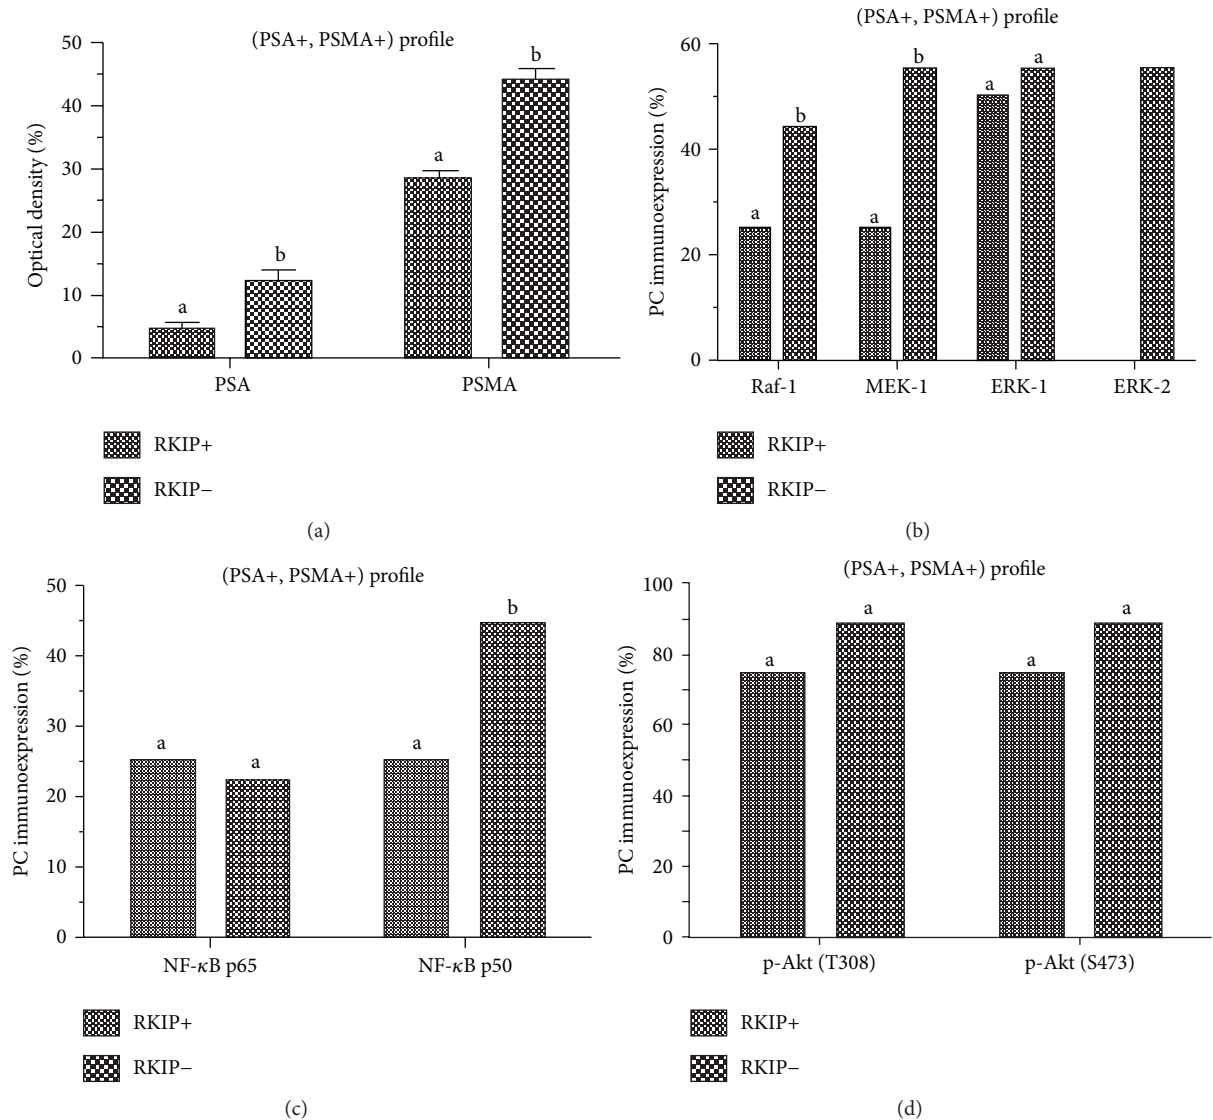 (PSA+, PSMA+) profile
50
40
30
20
10
0
Optical density (%)
a
b
a
b
PSA
PSMA
RKIP+
RKIP−
(a)
(PSA+, PSMA+) profile
60
40
20
0
PC immunoexpression (%)
a
b
a
b
a
a
Raf-1
MEK-1
ERK-1
ERK-2
RKIP+
RKIP−
(b)
(PSA+, PSMA+) profile
50
40
30
20
10
0
PC immunoexpression (%)
a
a
a
b
NF-κB p65
NF-κB p50
RKIP+
RKIP−
(c)
(PSA+, PSMA+) profile
100
80
60
40
20
0
PC immunoexpression (%)
a
a
a
a
p-Akt (T308)
p-Akt (S473)
RKIP+
RKIP−
(d)